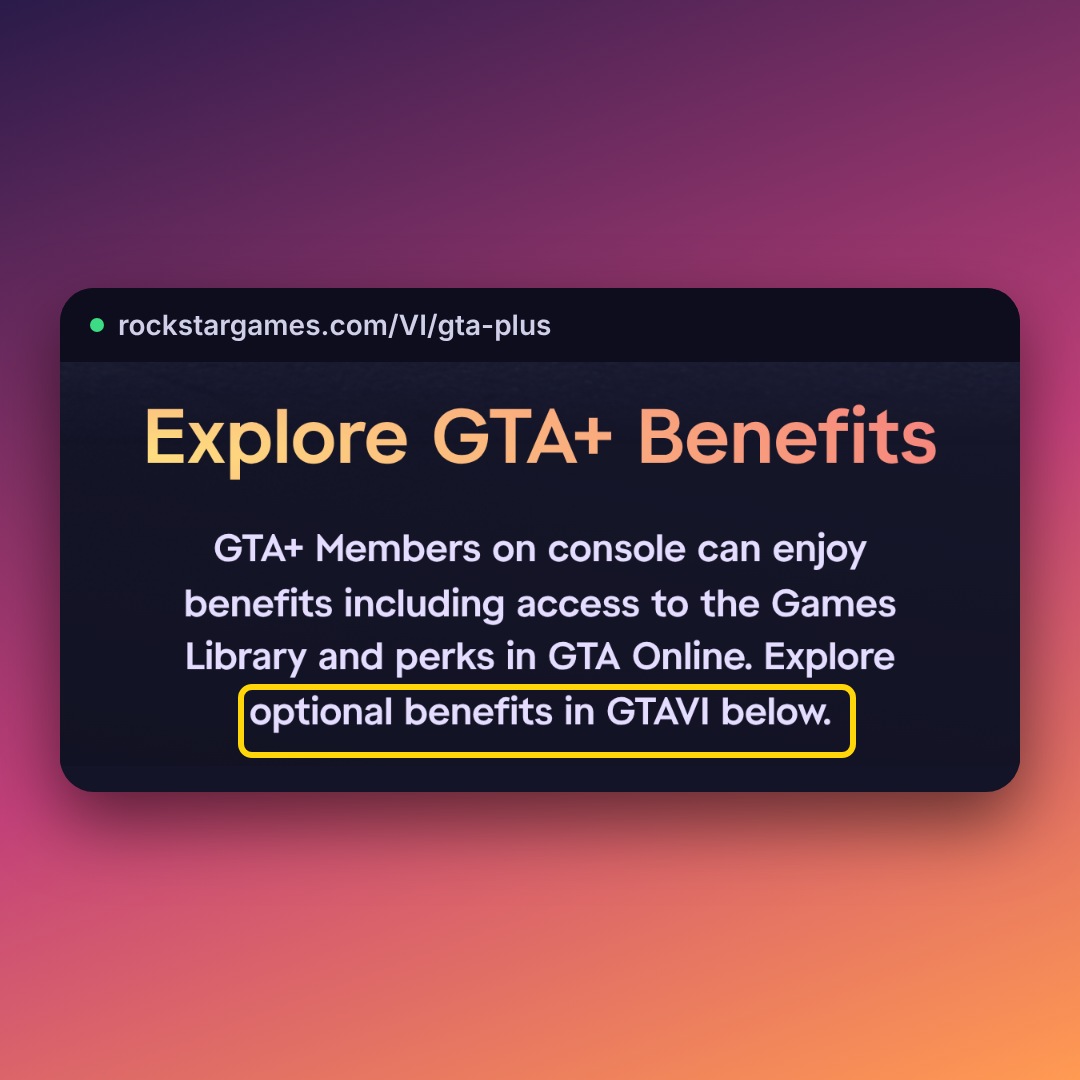 rockstargames.com/VI/gta-plus
Explore GTA+ Benefits
GTA+ Members on console can enjoy
benefits including access to the Games
Library and perks in GTA Online. Explore
optional benefits in GTAVI below.